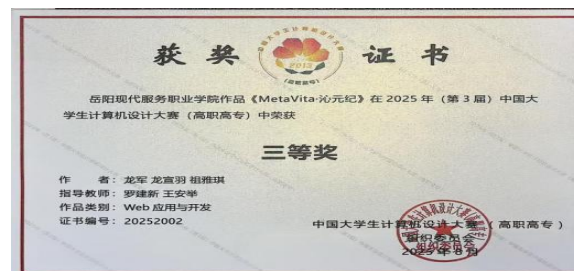 获奖
2013
证书
岳阳现代服务职业学院作品《MetaVita·沁元纪》在 2025 年（第 3 届）中国大
学生计算机设计大赛（高职高专）中荣获
三等奖
作 者：龙军 龙宣羽 祖雅琪
指导教师：罗建新 王安举
作品类别：Web 应用与开发
证书编号：20252002
中国大学生计算机设计大赛（高职高专）
组织委员会
2025 年 8 月